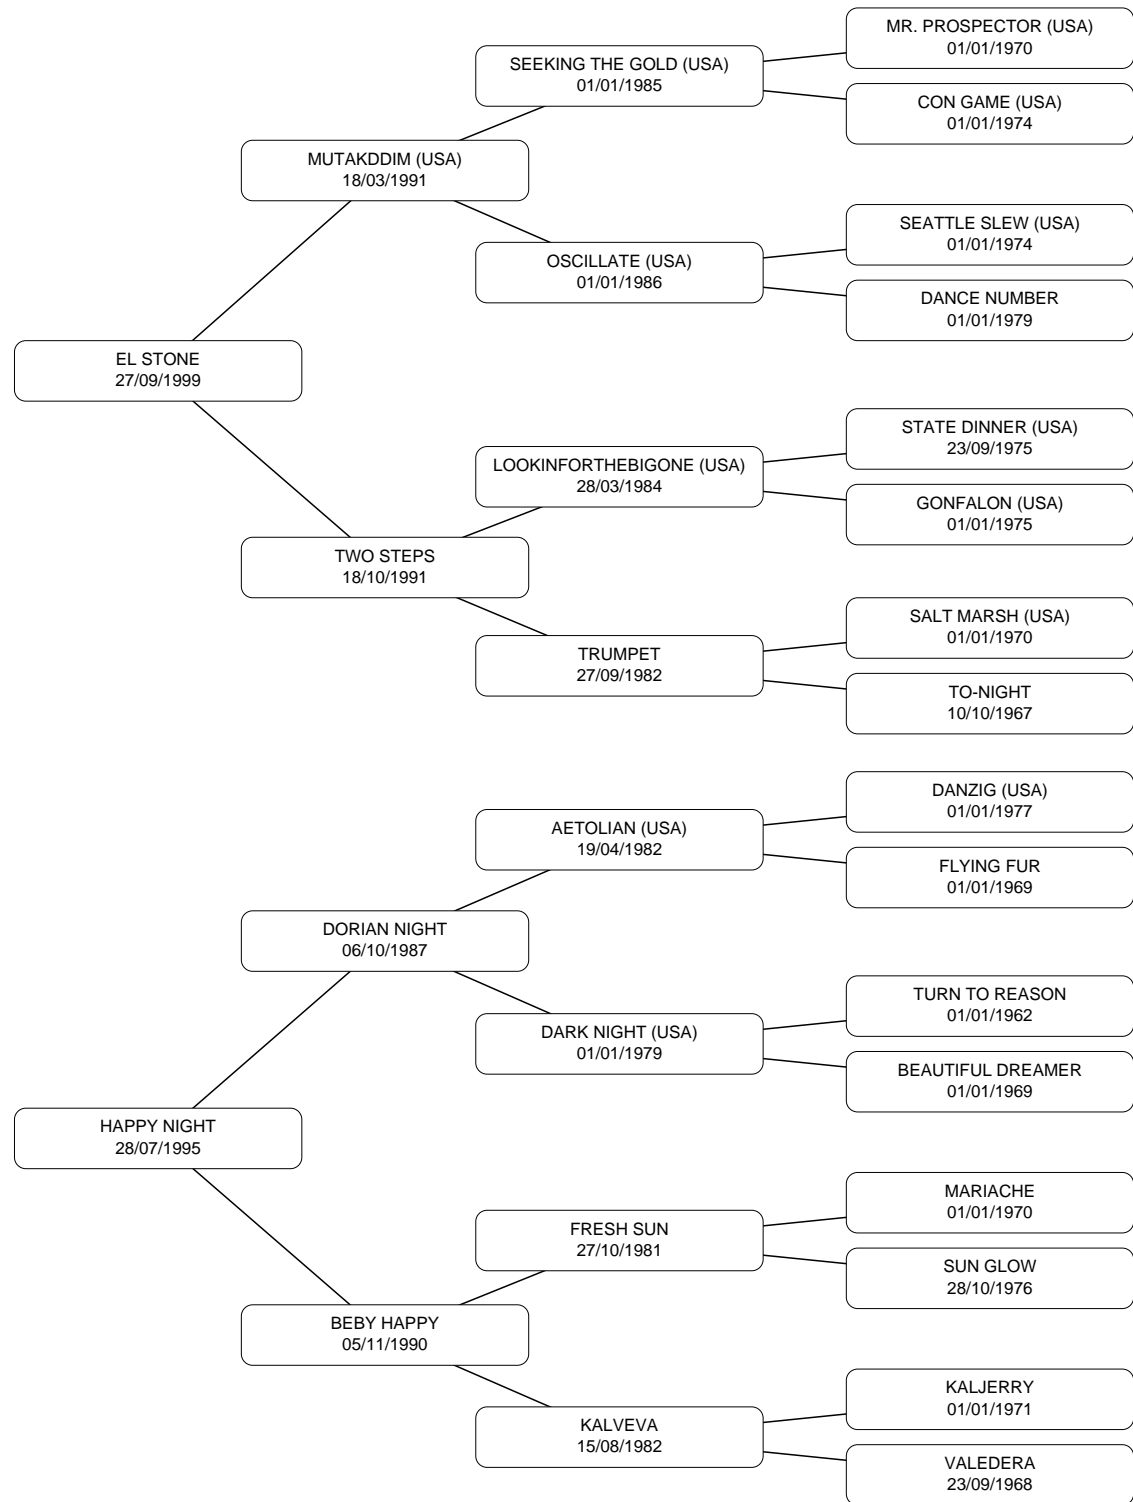 MR. PROSPECTOR (USA)
01/01/1970
SEEKING THE GOLD (USA)
01/01/1985
CON GAME (USA)
01/01/1974
MUTAKDDIM (USA)
18/03/1991
SEATTLE SLEW (USA)
01/01/1974
OSCILLATE (USA)
01/01/1986
DANCE NUMBER
01/01/1979
EL STONE
27/09/1999
STATE DINNER (USA)
23/09/1975
LOOKINFORTHEBIGONE (USA)
28/03/1984
GONFALON (USA)
01/01/1975
TWO STEPS
18/10/1991
SALT MARSH (USA)
01/01/1970
TRUMPET
27/09/1982
TO-NIGHT
10/10/1967
DANZIG (USA)
01/01/1977
AETOLIAN (USA)
19/04/1982
FLYING FUR
01/01/1969
DORIAN NIGHT
06/10/1987
TURN TO REASON
01/01/1962
DARK NIGHT (USA)
01/01/1979
BEAUTIFUL DREAMER
01/01/1969
HAPPY NIGHT
28/07/1995
MARIACHE
01/01/1970
FRESH SUN
27/10/1981
SUN GLOW
28/10/1976
BEBY HAPPY
05/11/1990
KALJERRY
01/01/1971
KALVEVA
15/08/1982
VALEDERA
23/09/1968